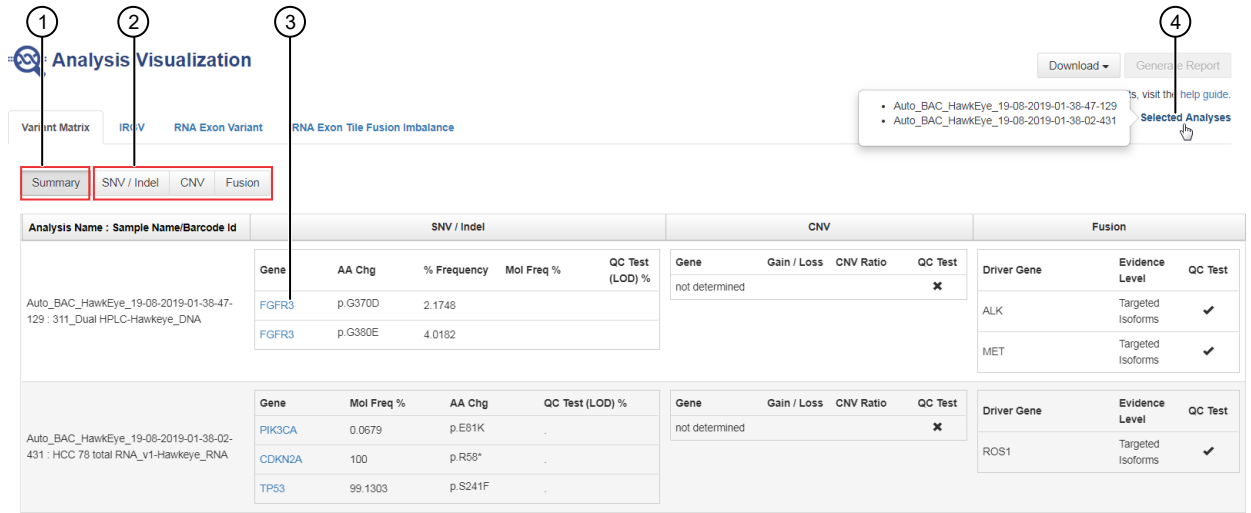 1 2 3 4
Analysis Visualization
Download Generate Report
ts, visit the help guide.
Auto_BAC_HawkEye_19-08-2019-01-38-47-129
Auto_BAC_HawkEye_19-08-2019-01-38-02-431
Selected Analyses
Variant Matrix IRGV RNA Exon Variant RNA Exon Tile Fusion Imbalance
Summary SNV / Indel CNV Fusion
Analysis Name : Sample Name/Barcode Id SNV / Indel CNV Fusion
Auto_BAC_HawkEye_19-08-2019-01-38-47-
129 : 311_Dual HPLC-Hawkeye_DNA
Gene AA Chg % Frequency Mol Freq % QC Test
(LOD) %
FGFR3 p.G370D 2.1748
FGFR3 p.G380E 4.0182
Gene Gain / Loss CNV Ratio QC Test
not determined ✖
Driver Gene Evidence
Level QC Test
ALK Targeted
Isoforms ✔
MET Targeted
Isoforms ✔
Auto_BAC_HawkEye_19-08-2019-01-38-02-
431 : HCC 78 total RNA_v1-Hawkeye_RNA
Gene Mol Freq % AA Chg QC Test (LOD) %
PIK3CA 0.0679 p.E81K .
CDKN2A 100 p.R58* .
TP53 99.1303 p.S241F .
Gene Gain / Loss CNV Ratio QC Test
not determined ✖
Driver Gene Evidence
Level QC Test
ROS1 Targeted
Isoforms ✔